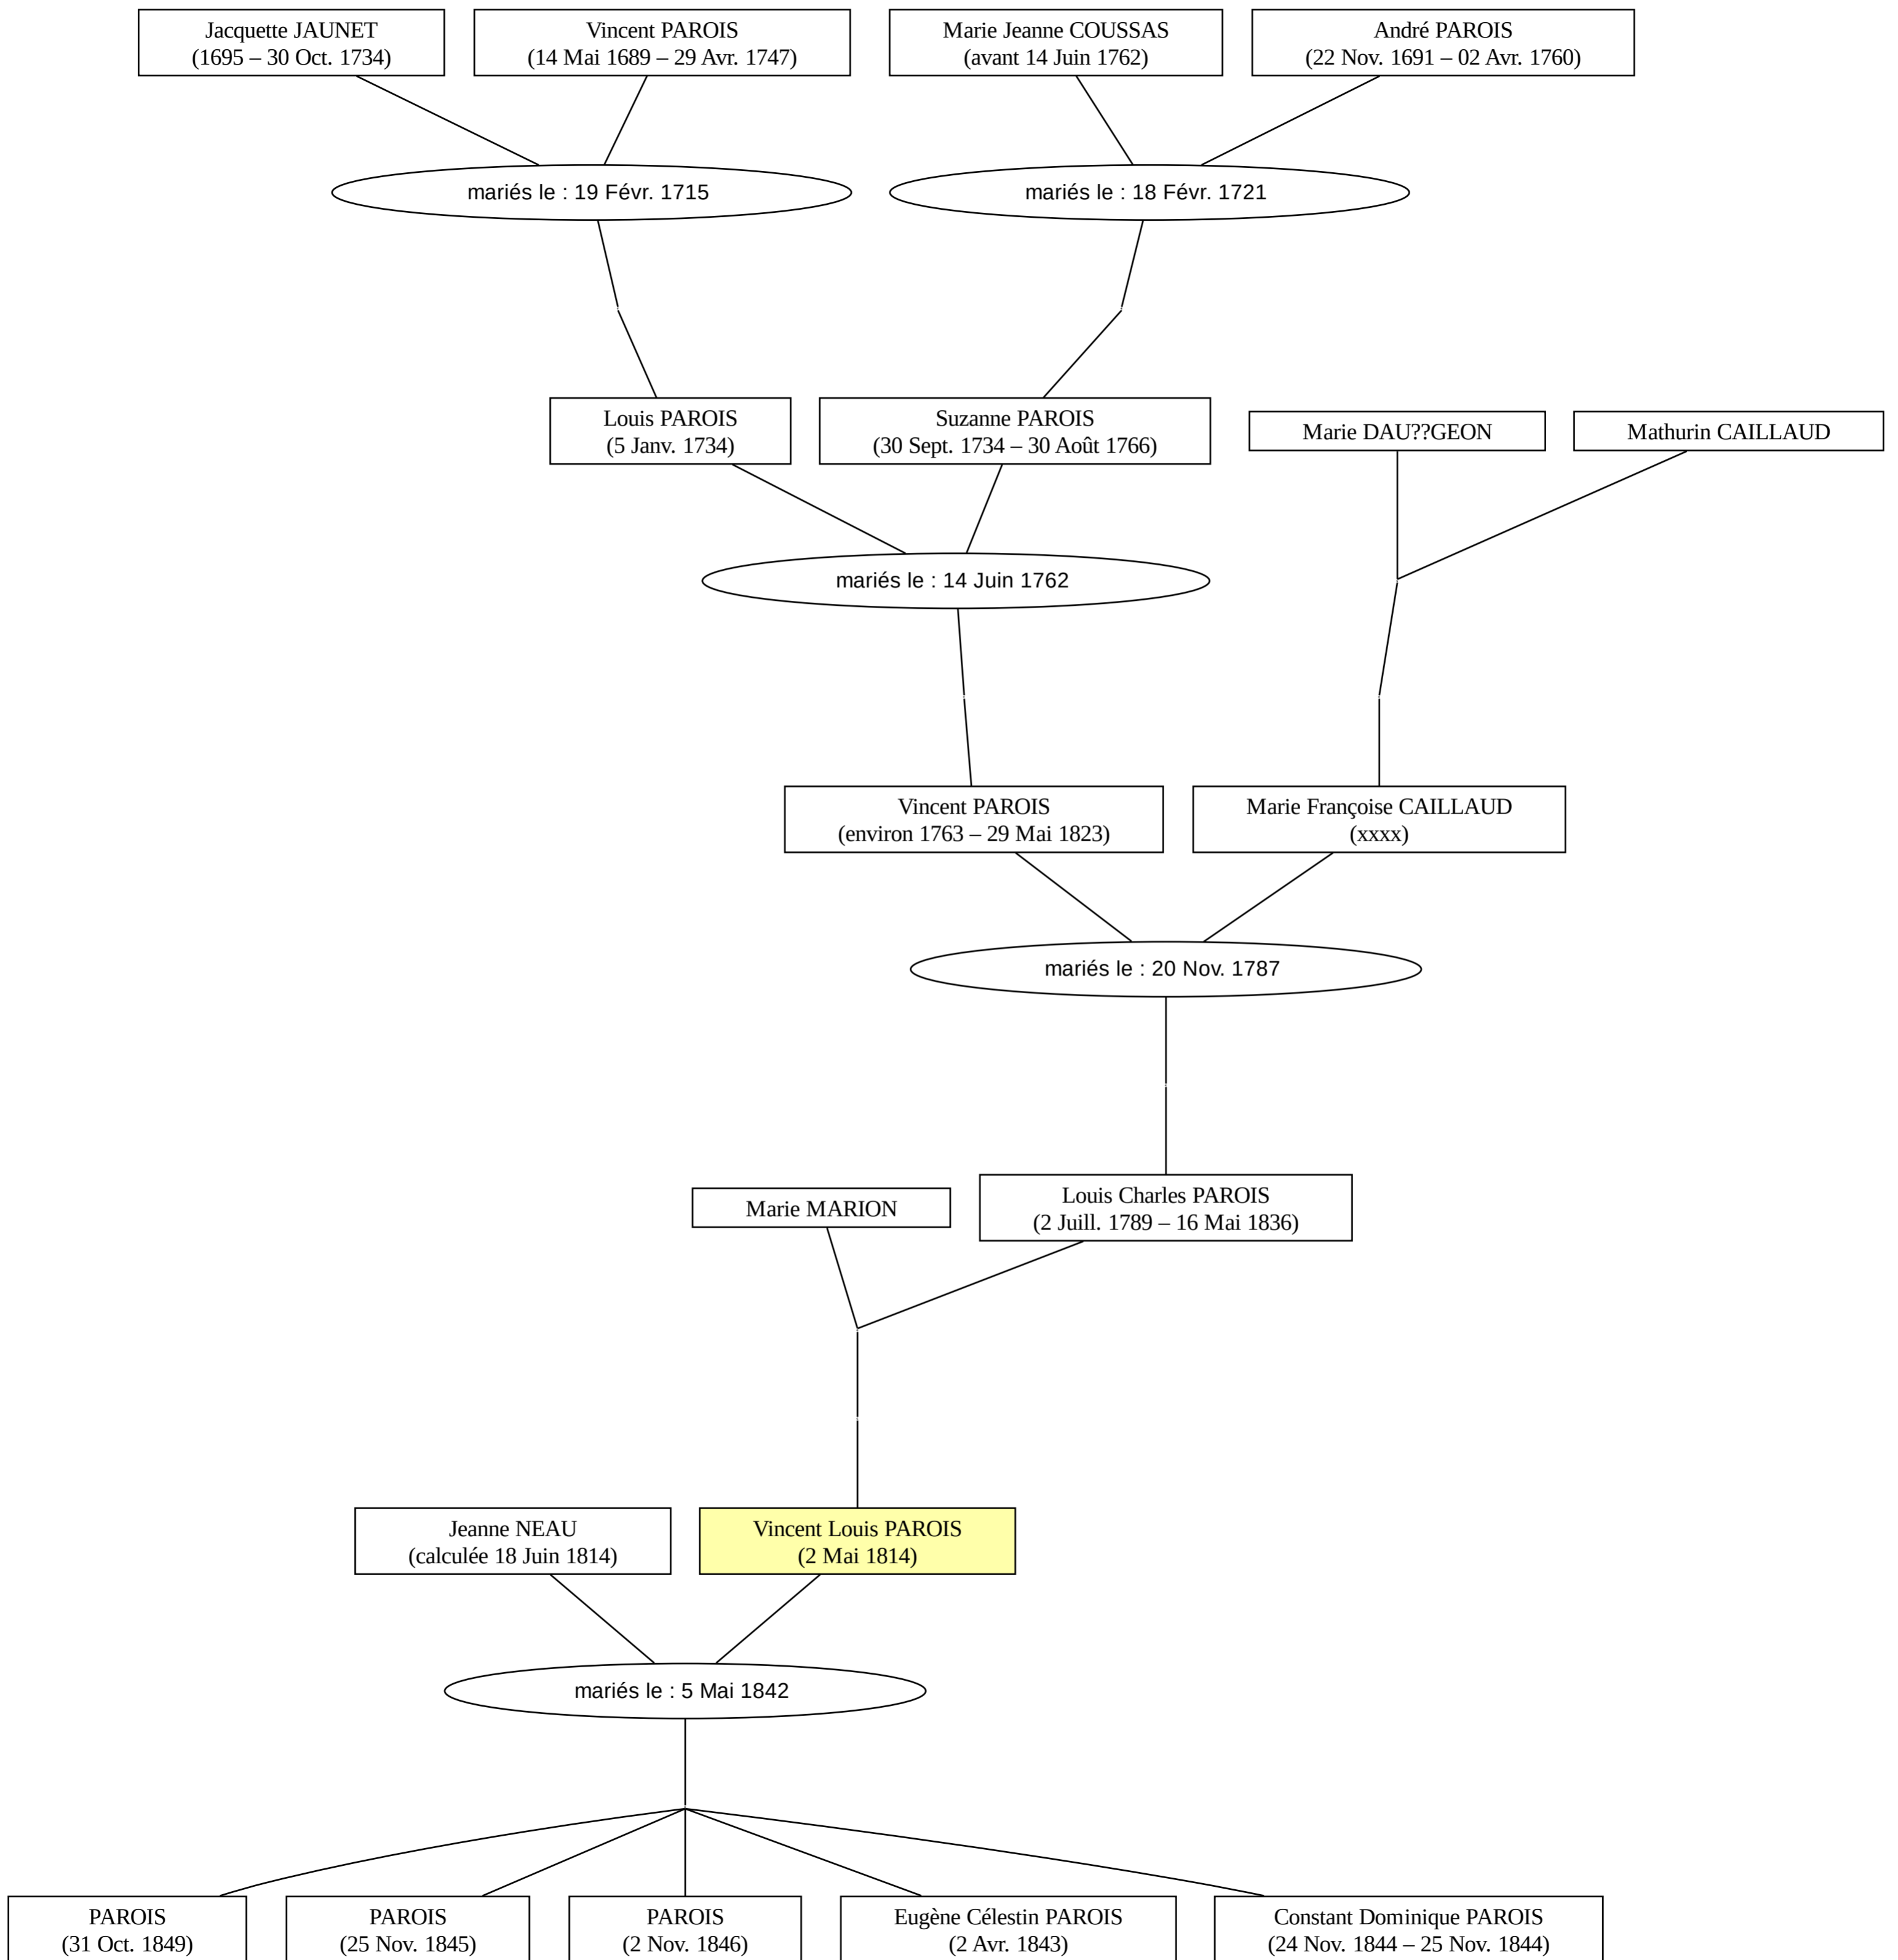 Jacquette JAUNET
(1695 – 30 Oct. 1734)
Vincent PAROIS
(14 Mai 1689 – 29 Avr. 1747)
Marie Jeanne COUSSAS
(avant 14 Juin 1762)
André PAROIS
(22 Nov. 1691 – 02 Avr. 1760)
mariés le : 19 Févr. 1715
mariés le : 18 Févr. 1721
Louis PAROIS
(5 Janv. 1734)
Suzanne PAROIS
(30 Sept. 1734 – 30 Août 1766)
Marie DAU??GEON
Mathurin CAILLAUD
mariés le : 14 Juin 1762
Vincent PAROIS
(environ 1763 – 29 Mai 1823)
Marie Françoise CAILLAUD
(xxxx)
mariés le : 20 Nov. 1787
Marie MARION
Louis Charles PAROIS
(2 Juill. 1789 – 16 Mai 1836)
Jeanne NEAU
(calculée 18 Juin 1814)
Vincent Louis PAROIS
(2 Mai 1814)
mariés le : 5 Mai 1842
PAROIS
(31 Oct. 1849)
PAROIS
(25 Nov. 1845)
PAROIS
(2 Nov. 1846)
Eugène Célestin PAROIS
(2 Avr. 1843)
Constant Dominique PAROIS
(24 Nov. 1844 – 25 Nov. 1844)